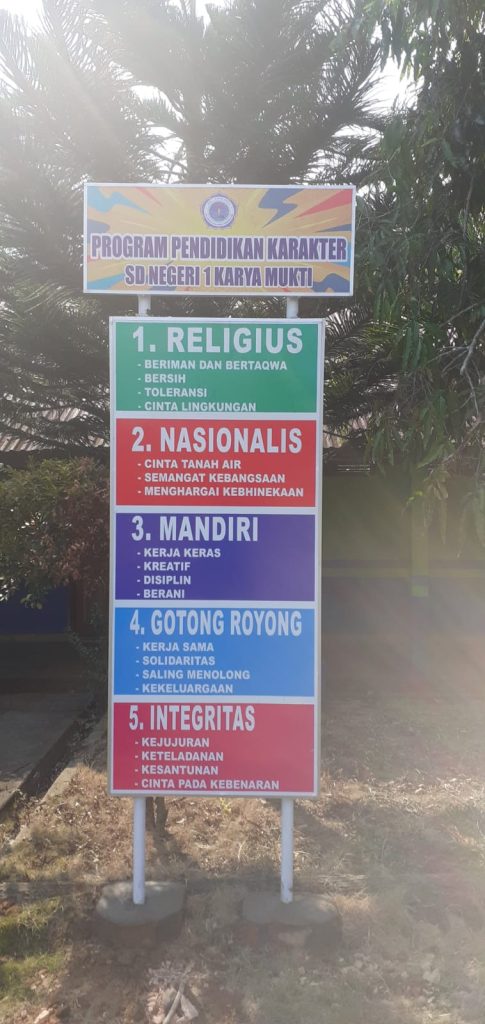 PROGRAM PENDIDIKAN KARAKTER
SD NEGERI 1 KARYA MUKTI
1. RELIGIUS
- BERIMAN DAN BERTAQWA
- BERSIH
- TOLERANSI
- CINTA LINGKUNGAN
2. NASIONALIS
- CINTA TANAH AIR
- SEMANGAT KEBANGSAAN
- MENGHARGAI KEBHINEKAAN
3. MANDIRI
- KERJA KERAS
- KREATIF
- DISIPLIN
- BERANI
4. GOTONG ROYONG
- KERJA SAMA
- SOLIDARITAS
- SALING MENOLONG
- KEKELUARGAAN
5. INTEGRITAS
- KEJUJURAN
- KETELADANAN
- KESANTUNAN
- CINTA PADA KEBENARAN